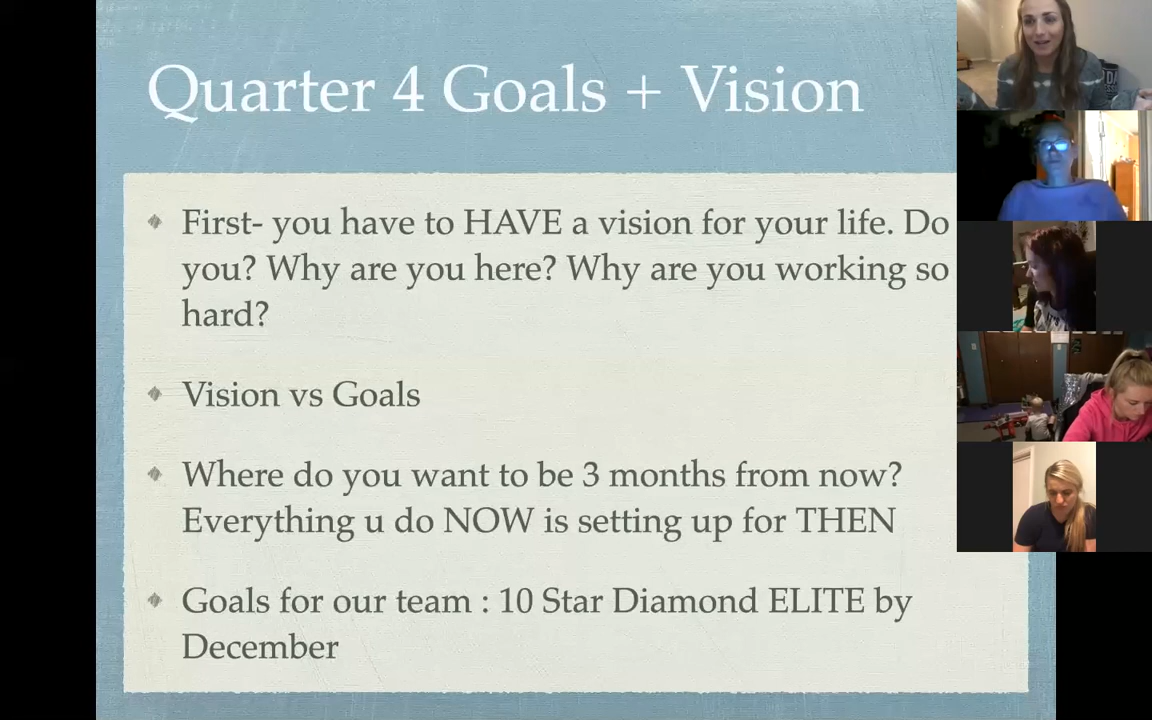 Quarter 4 Goals + Vision
First- you have to HAVE a vision for your life. Do
you? Why are you here? Why are you working so
hard?
Vision vs Goals
Where do you want to be 3 months from now?
Everything u do NOW is setting up for THEN
Goals for our team : 10 Star Diamond ELITE by
December